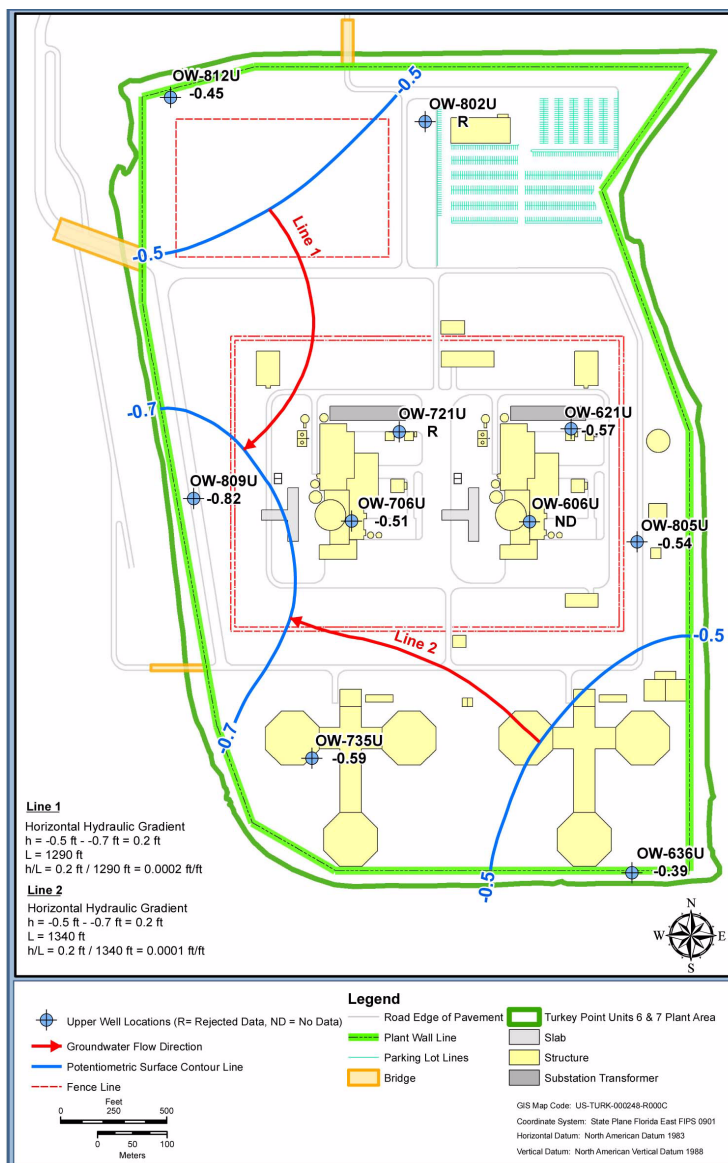 -0.5
OW-812U
-0.45
OW-802U
R
Line 1
-0.5
-0.7
OW-721U
R
OW-621U
-0.57
OW-809U
-0.82
OW-706U
-0.51
OW-606U
ND
OW-805U
-0.54
Line 2
-0.5
-0.7
OW-735U
-0.59
-0.5
OW-636U
-0.39
Line 1
Horizontal Hydraulic Gradient
h = -0.5 ft - -0.7 ft = 0.2 ft
L = 1290 ft
h/L = 0.2 ft / 1290 ft = 0.0002 ft/ft
Line 2
Horizontal Hydraulic Gradient
h = -0.5 ft - -0.7 ft = 0.2 ft
L = 1340 ft
h/L = 0.2 ft / 1340 ft = 0.0001 ft/ft
N
W
E
S
Legend
Upper Well Locations (R= Rejected Data, ND = No Data)
Groundwater Flow Direction
Potentiometric Surface Contour Line
Fence Line
Road Edge of Pavement
Plant Wall Line
Parking Lot Lines
Bridge
Turkey Point Units 6 & 7 Plant Area
Slab
Structure
Substation Transformer
Feet
0 250 500
0 50 100
Meters
GIS Map Code: US-TURK-000248-R000C
Coordinate System: State Plane Florida East FIPS 0901
Horizontal Datum: North American Datum 1983
Vertical Datum: North American Vertical Datum 1988